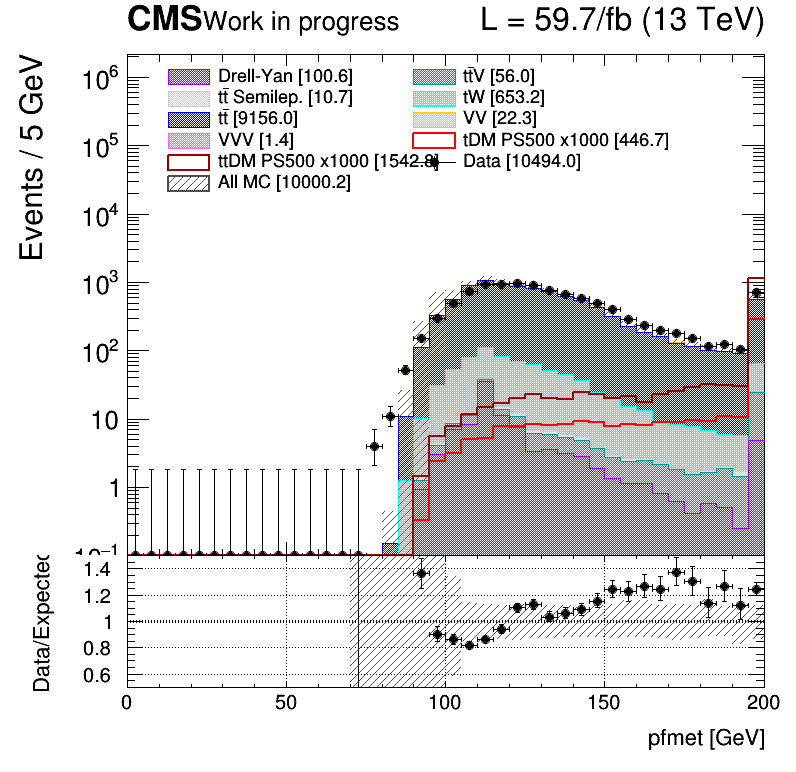 CMS Work in progress L = 59.7/fb (13 TeV)
Events / 5 GeV
10⁶
10⁵
10⁴
10³
10²
10
1
10⁻¹
Drell-Yan [100.6] tt̄V [56.0]
tt̄ Semilep. [10.7] tW [653.2]
tt̄ [9156.0] VV [22.3]
VVV [1.4] tDM PS500 x1000 [446.7]
ttDM PS500 x1000 [1542.8] Data [10494.0]
All MC [10000.2]
Data/Expected
1.4
1.2
1
0.8
0.6
0 50 100 150 200
pfmet [GeV]